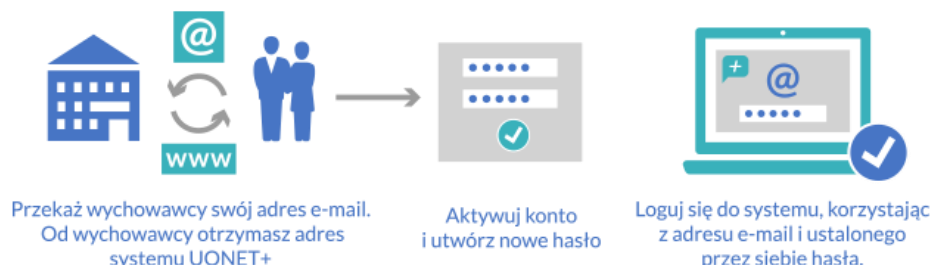 @
www
@
Przekaż wychowawcy swój adres e-mail.
Od wychowawcy otrzymasz adres
systemu UONET+
Aktywuj konto
i utwórz nowe hasło
Loguj się do systemu, korzystając
z adresu e-mail i ustalonego
przez siebie hasła.